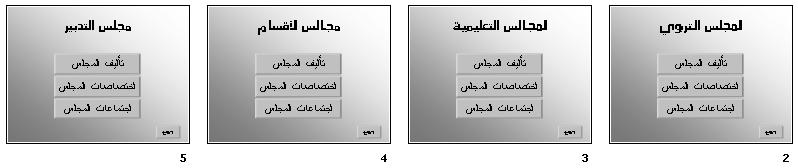 المجلس التربوي
تأليف المجلس
اختصاصات المجلس
اجتماعات المجلس
2
المجالس التعليمية
تأليف المجلس
اختصاصات المجلس
اجتماعات المجلس
3
مجالس الأقسام
تأليف المجلس
اختصاصات المجلس
اجتماعات المجلس
4
مجلس التدبير
تأليف المجلس
اختصاصات المجلس
اجتماعات المجلس
5